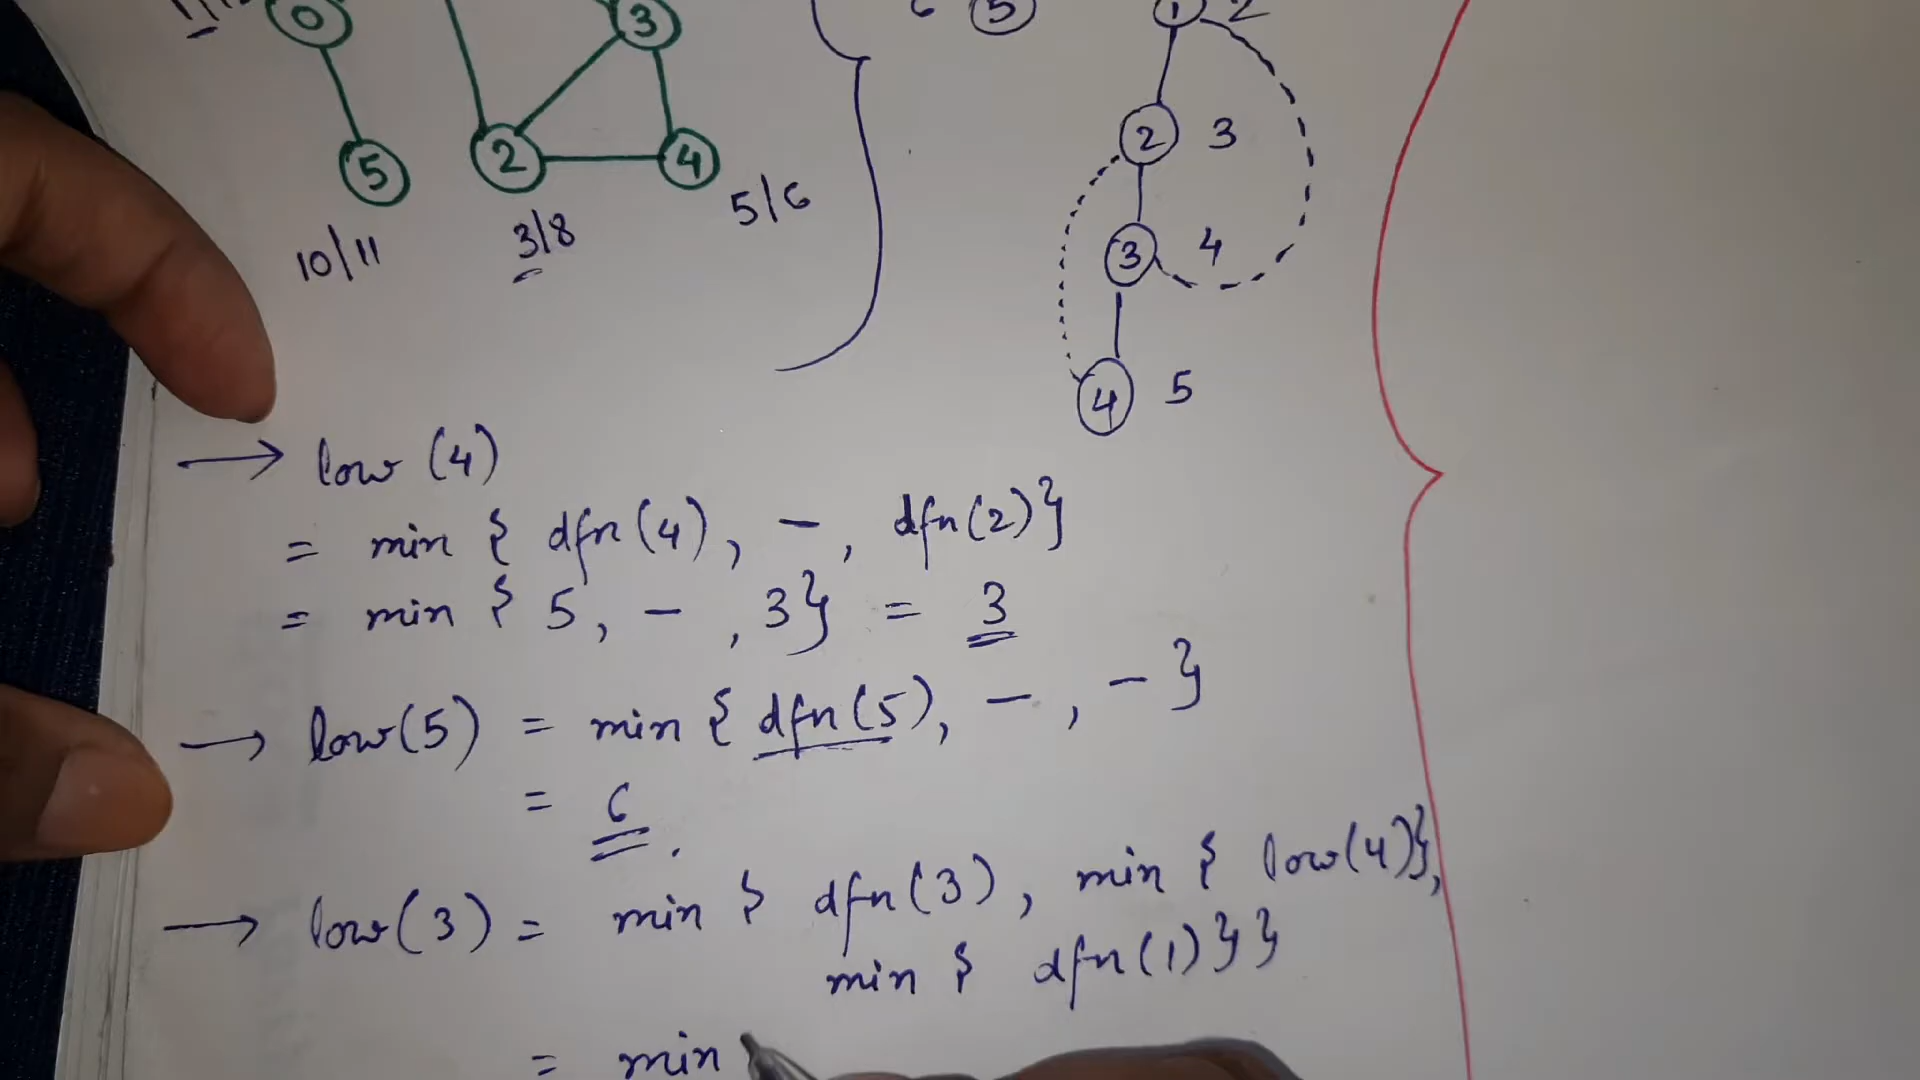 0
3
6 5
1 2
2 3
5
2
4
5/6
3/8
10/11
3 4
4 5
→ low (4)
= min { dfn(4), -, dfn(2)}
= min { 5, -, 3} = 3
→ low(5) = min { dfn(5), -, - }
= 6.
→ low(3) = min { dfn(3), min { low(4)},
min { dfn(1)}}
= min